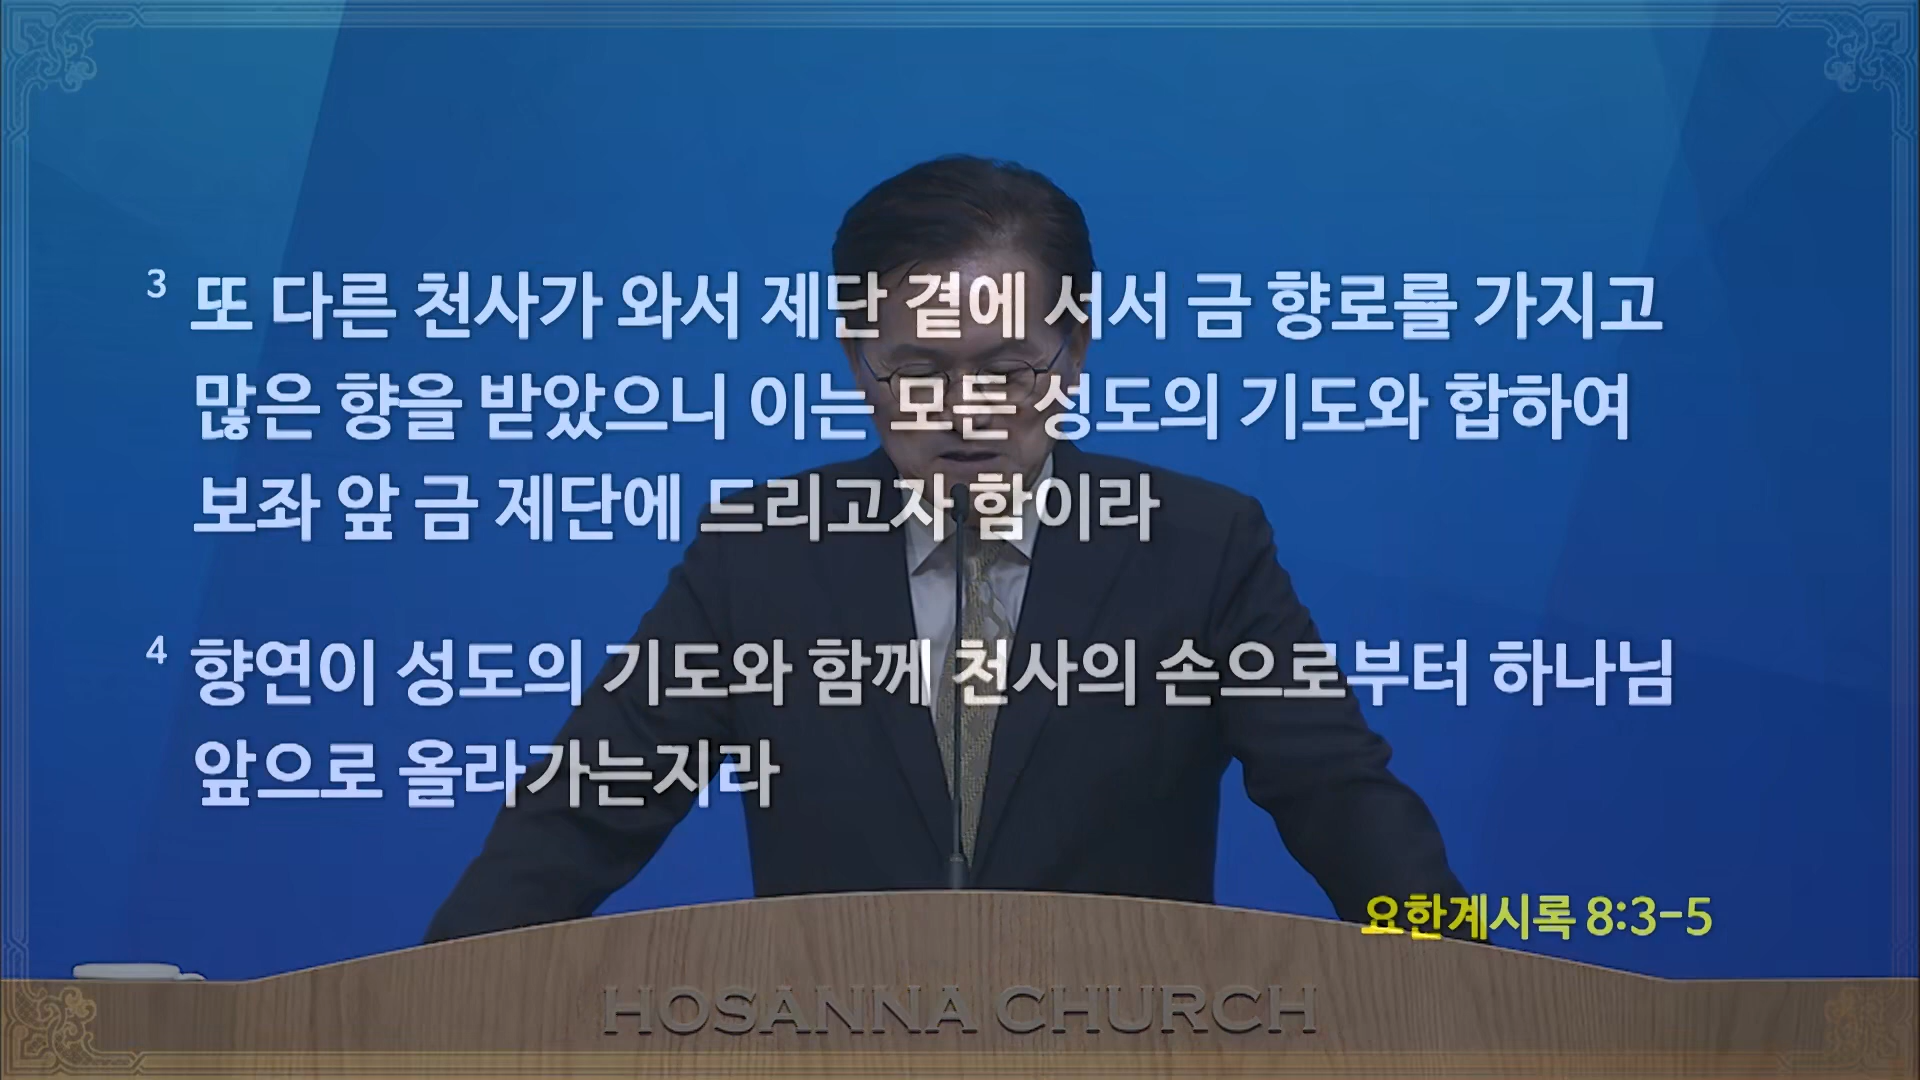 3 또 다른 천사가 와서 제단 곁에 서서 금 향로를 가지고
많은 향을 받았으니 이는 모든 성도의 기도와 합하여
보좌 앞 금 제단에 드리고자 함이라
4 향연이 성도의 기도와 함께 천사의 손으로부터 하나님
앞으로 올라가는지라
요한계시록 8:3-5
HOSANNA CHURCH